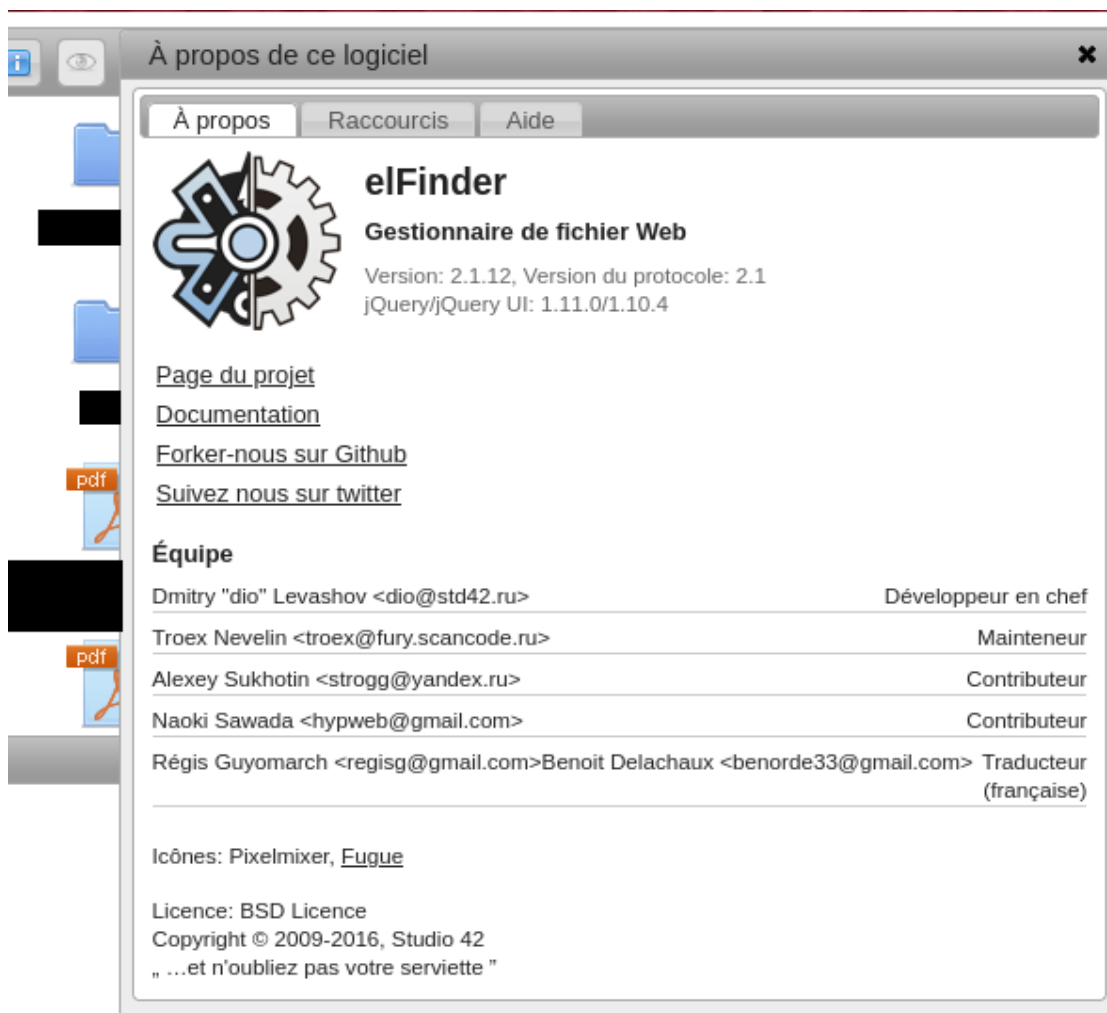 À propos de ce logiciel
À propos Raccourcis Aide
elFinder
Gestionnaire de fichier Web
Version: 2.1.12, Version du protocole: 2.1
jQuery/jQuery UI: 1.11.0/1.10.4
Page du projet
Documentation
Forker-nous sur Github
Suivez nous sur twitter
pdf
Équipe
Dmitry "dio" Levashov <dio@std42.ru> Développeur en chef
Troex Nevelin <troex@fury.scancode.ru> Mainteneur
pdf
Alexey Sukhotin <strogg@yandex.ru> Contributeur
Naoki Sawada <hypweb@gmail.com> Contributeur
Régis Guyomarch <regisg@gmail.com>Benoit Delachaux <benorde33@gmail.com> Traducteur
(française)
Icônes: Pixelmixer, Fugue
Licence: BSD Licence
Copyright © 2009-2016, Studio 42
„ …et n'oubliez pas votre serviette ”